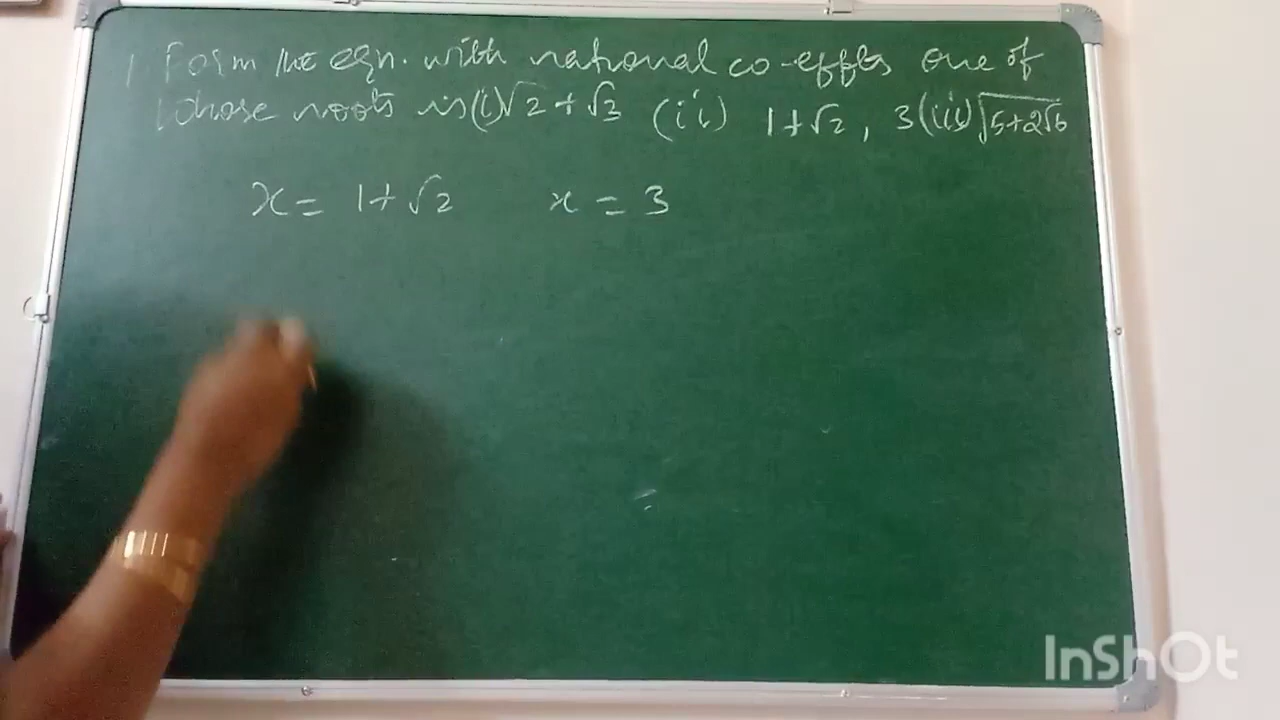 1 Form the eqn. with rational co-effts one of
whose roots is (i) √2 + √3 (ii) 1+√2, 3 (iii) √5+2√6
x = 1+√2 x = 3
InShOt